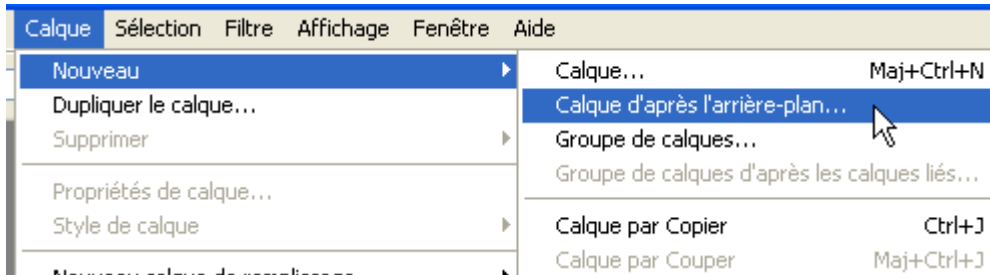 Calque Sélection Filtre Affichage Fenêtre Aide
Nouveau
Dupliquer le calque...
Supprimer
Propriétés de calque...
Style de calque
Calque... Maj+Ctrl+N
Calque d'après l'arrière-plan...
Groupe de calques...
Groupe de calques d'après les calques liés...
Calque par Copier Ctrl+J
Calque par Couper Maj+Ctrl+J